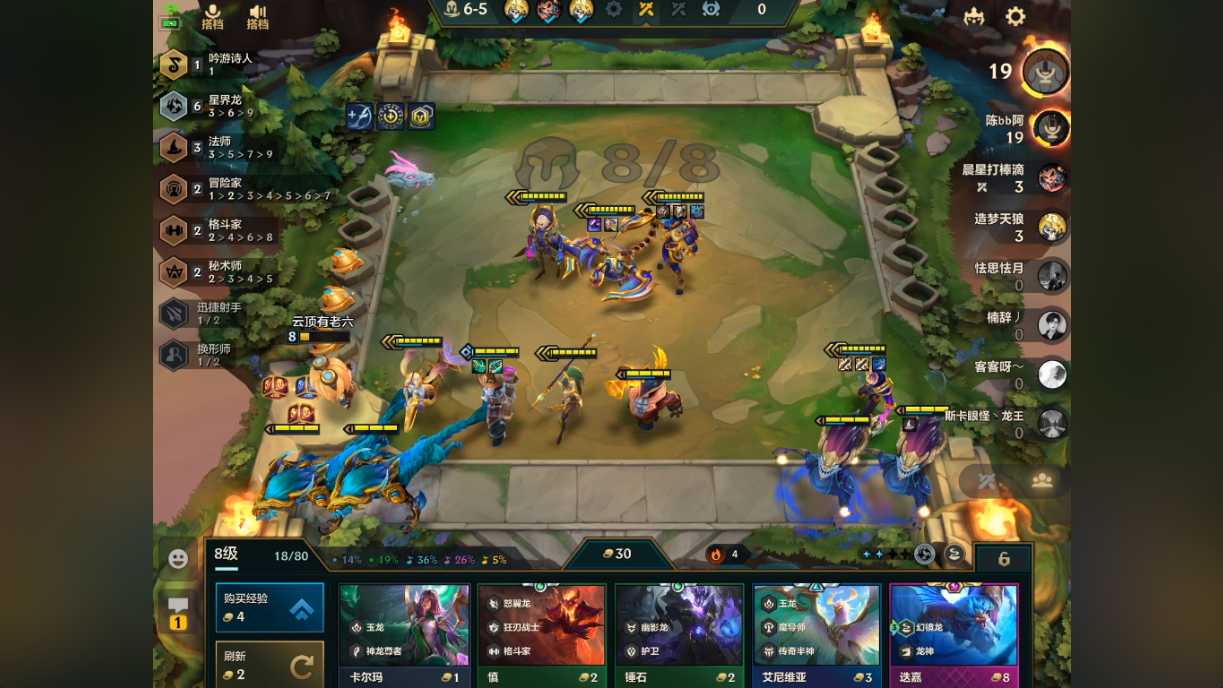 搭档
搭档
6-5
0
1 吟游诗人
1
6 星界龙
3 > 6 > 9
3 法师
3 > 5 > 7 > 9
2 冒险家
1 > 2 > 3 > 4 > 5 > 6 > 7
2 格斗家
2 > 4 > 6 > 8
2 秘术师
2 > 3 > 4 > 5
迅捷射手
1 / 2
换形师
1 / 2
8/8
云顶有老六
8
19
陈bb阿
19
晨星打棒滴
3
造梦天狼
3
怯思怯月
0
楠辞丿
0
客客呀～
0
斯卡眼怪丶龙王
0
8级
18/80
14%
19%
36%
26%
5%
30
4
6
购买经验
4
刷新
2
1
玉龙
神龙尊者
卡尔玛
1
怒翼龙
狂刃战士
格斗家
慎
2
幽影龙
护卫
锤石
2
玉龙
魔导师
传奇半神
艾尼维亚
3
3
幻镜龙
龙神
迭嘉
8